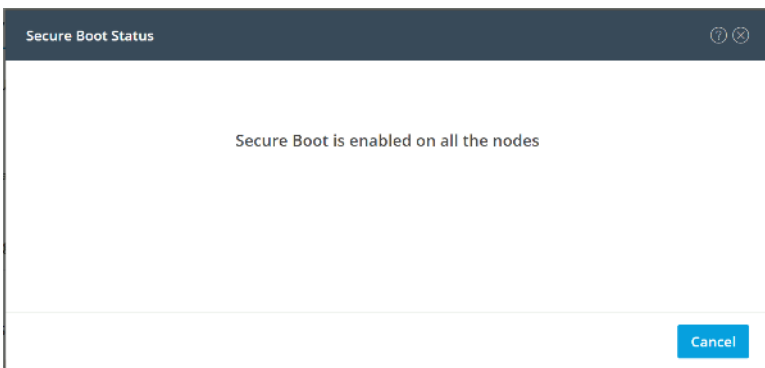 Secure Boot Status
Secure Boot is enabled on all the nodes
Cancel